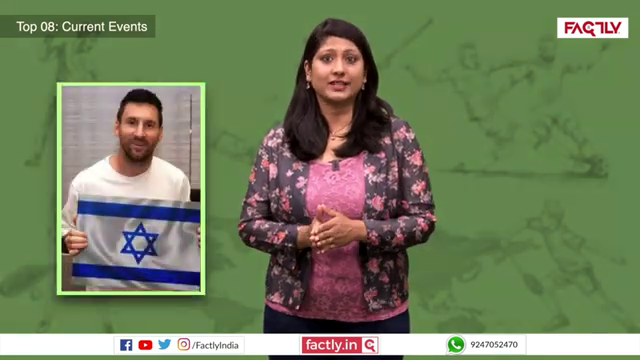 Top 08: Current Events
FACTLY
/FactlyIndia
factly.in
9247052470